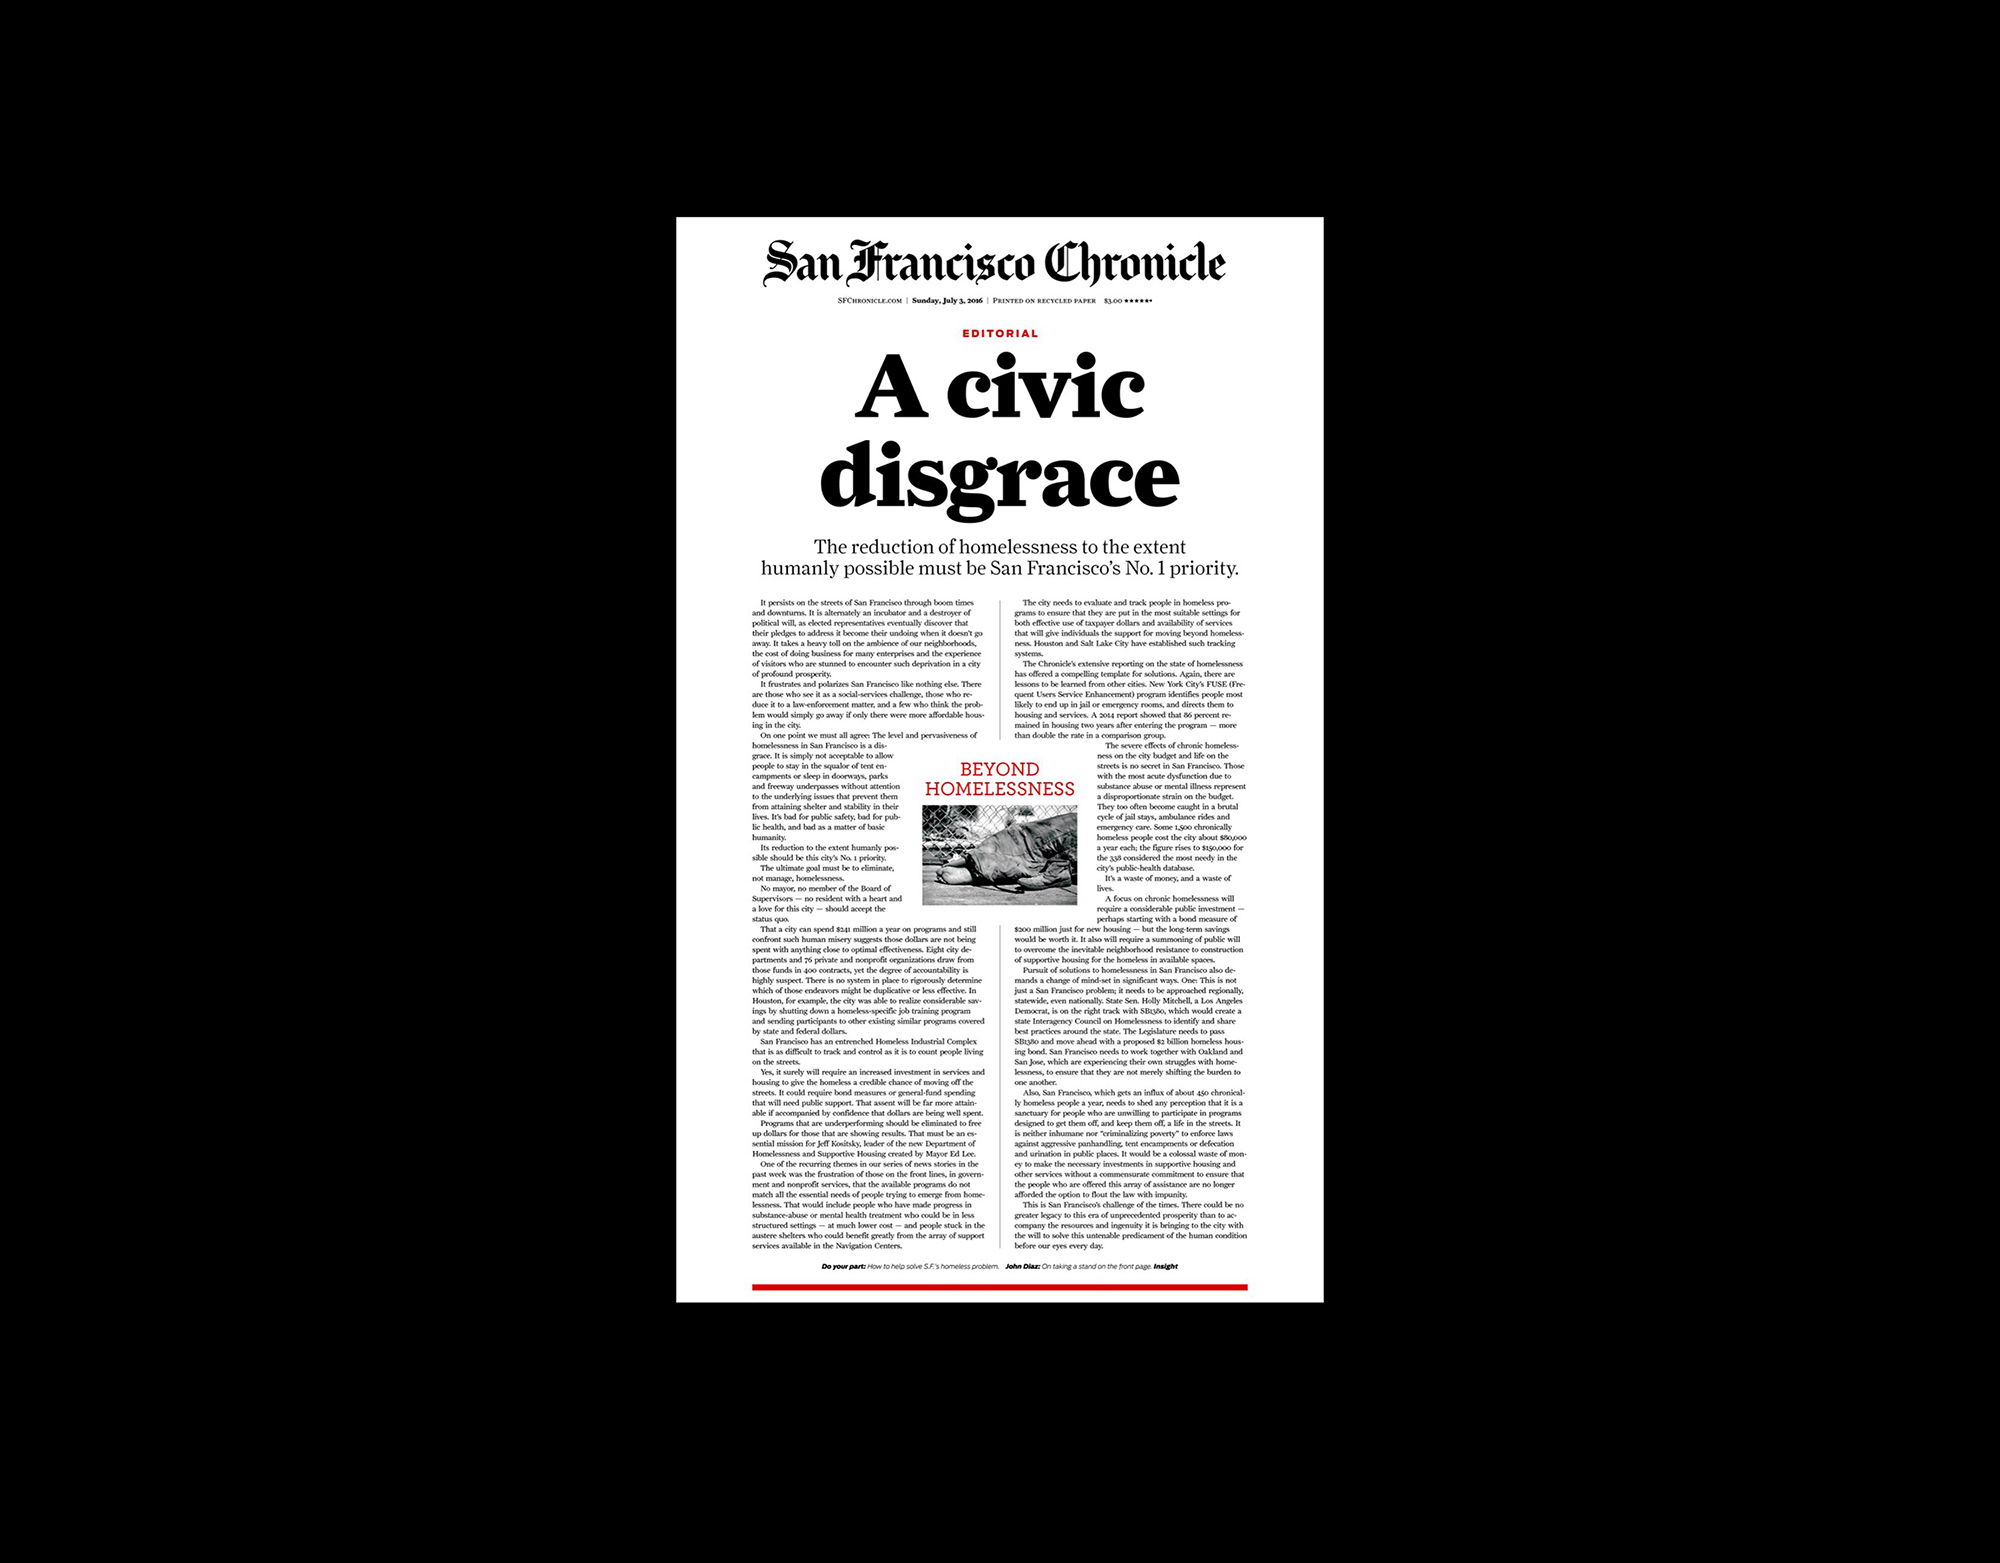 San Francisco Chronicle
SFCHRONICLE.COM | Sunday, July 3, 2016 | PRINTED ON RECYCLED PAPER $3.00 ★★★★★•
EDITORIAL
A civic
disgrace
The reduction of homelessness to the extent
humanly possible must be San Francisco's No. 1 priority.
It persists on the streets of San Francisco through boom times
and downturns. It is alternately an incubator and a destroyer of
political will, as elected representatives eventually discover that
their pledges to address it become their undoing when it doesn't go
away. It takes a heavy toll on the ambience of our neighborhoods,
the cost of doing business for many enterprises and the experience
of visitors who are stunned to encounter such deprivation in a city
of profound prosperity.
It frustrates and polarizes San Francisco like nothing else. There
are those who see it as a social-services challenge, those who re-
duce it to a law-enforcement matter, and a few who think the prob-
lem would simply go away if only there were more affordable hous-
ing in the city.
On one point we must all agree: The level and pervasiveness of
homelessness in San Francisco is a dis-
grace. It is simply not acceptable to allow
people to stay in the squalor of tent en-
campments or sleep in doorways, parks
and freeway underpasses without attention
to the underlying issues that prevent them
from attaining shelter and stability in their
lives. It's bad for public safety, bad for pub-
lic health, and bad as a matter of basic
humanity.
Its reduction to the extent humanly pos-
sible should be this city's No. 1 priority.
The ultimate goal must be to eliminate,
not manage, homelessness.
No mayor, no member of the Board of
Supervisors — no resident with a heart and
a love for this city — should accept the
status quo.
That a city can spend $241 million a year on programs and still
confront such human misery suggests those dollars are not being
spent with anything close to optimal effectiveness. Eight city de-
partments and 76 private and nonprofit organizations draw from
those funds in 400 contracts, yet the degree of accountability is
highly suspect. There is no system in place to rigorously determine
which of those endeavors might be duplicative or less effective. In
Houston, for example, the city was able to realize considerable sav-
ings by shutting down a homeless-specific job training program
and sending participants to other existing similar programs covered
by state and federal dollars.
San Francisco has an entrenched Homeless Industrial Complex
that is as difficult to track and control as it is to count people living
on the streets.
Yes, it surely will require an increased investment in services and
housing to give the homeless a credible chance of moving off the
streets. It could require bond measures or general-fund spending
that will need public support. That assent will be far more attain-
able if accompanied by confidence that dollars are being well spent.
Programs that are underperforming should be eliminated to free
up dollars for those that are showing results. That must be an es-
sential mission for Jeff Kositsky, leader of the new Department of
Homelessness and Supportive Housing created by Mayor Ed Lee.
One of the recurring themes in our series of news stories in the
past week was the frustration of those on the front lines, in govern-
ment and nonprofit services, that the available programs do not
match all the essential needs of people trying to emerge from home-
lessness. That would include people who have made progress in
substance-abuse or mental health treatment who could be in less
structured settings — at much lower cost — and people stuck in the
austere shelters who could benefit greatly from the array of support
services available in the Navigation Centers.
BEYOND
HOMELESSNESS
The city needs to evaluate and track people in homeless pro-
grams to ensure that they are put in the most suitable settings for
both effective use of taxpayer dollars and availability of services
that will give individuals the support for moving beyond homeless-
ness. Houston and Salt Lake City have established such tracking
systems.
The Chronicle's extensive reporting on the state of homelessness
has offered a compelling template for solutions. Again, there are
lessons to be learned from other cities. New York City's FUSE (Fre-
quent Users Service Enhancement) program identifies people most
likely to end up in jail or emergency rooms, and directs them to
housing and services. A 2014 report showed that 86 percent re-
mained in housing two years after entering the program — more
than double the rate in a comparison group.
The severe effects of chronic homeless-
ness on the city budget and life on the
streets is no secret in San Francisco. Those
with the most acute dysfunction due to
substance abuse or mental illness represent
a disproportionate strain on the budget.
They too often become caught in a brutal
cycle of jail stays, ambulance rides and
emergency care. Some 1,500 chronically
homeless people cost the city about $80,000
a year each; the figure rises to $150,000 for
the 338 considered the most needy in the
city's public-health database.
It's a waste of money, and a waste of
lives.
A focus on chronic homelessness will
require a considerable public investment —
perhaps starting with a bond measure of
$200 million just for new housing — but the long-term savings
would be worth it. It also will require a summoning of public will
to overcome the inevitable neighborhood resistance to construction
of supportive housing for the homeless in available spaces.
Pursuit of solutions to homelessness in San Francisco also de-
mands a change of mind-set in significant ways. One: This is not
just a San Francisco problem; it needs to be approached regionally,
statewide, even nationally. State Sen. Holly Mitchell, a Los Angeles
Democrat, is on the right track with SB1380, which would create a
state Interagency Council on Homelessness to identify and share
best practices around the state. The Legislature needs to pass
SB1380 and move ahead with a proposed $2 billion homeless hous-
ing bond. San Francisco needs to work together with Oakland and
San Jose, which are experiencing their own struggles with home-
lessness, to ensure that they are not merely shifting the burden to
one another.
Also, San Francisco, which gets an influx of about 450 chronical-
ly homeless people a year, needs to shed any perception that it is a
sanctuary for people who are unwilling to participate in programs
designed to get them off, and keep them off, a life in the streets. It
is neither inhumane nor "criminalizing poverty" to enforce laws
against aggressive panhandling, tent encampments or defecation
and urination in public places. It would be a colossal waste of mon-
ey to make the necessary investments in supportive housing and
other services without a commensurate commitment to ensure that
the people who are offered this array of assistance are no longer
afforded the option to flout the law with impunity.
This is San Francisco's challenge of the times. There could be no
greater legacy to this era of unprecedented prosperity than to ac-
company the resources and ingenuity it is bringing to the city with
the will to solve this untenable predicament of the human condition
before our eyes every day.
Do your part: How to help solve S.F.'s homeless problem. John Diaz: On taking a stand on the front page. Insight